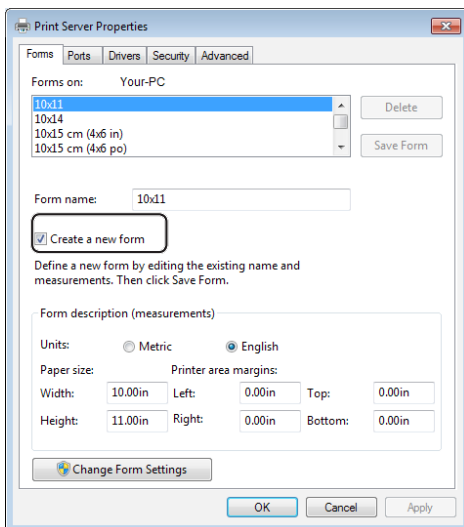 Print Server Properties
Forms Ports Drivers Security Advanced
Forms on: Your-PC
10x11
10x14
10x15 cm (4x6 in)
10x15 cm (4x6 po)
Delete
Save Form
Form name: 10x11
Create a new form
Define a new form by editing the existing name and
measurements. Then click Save Form.
Form description (measurements)
Units: Metric English
Paper size: Printer area margins:
Width: 10.00in Left: 0.00in Top: 0.00in
Height: 11.00in Right: 0.00in Bottom: 0.00in
Change Form Settings
OK Cancel Apply